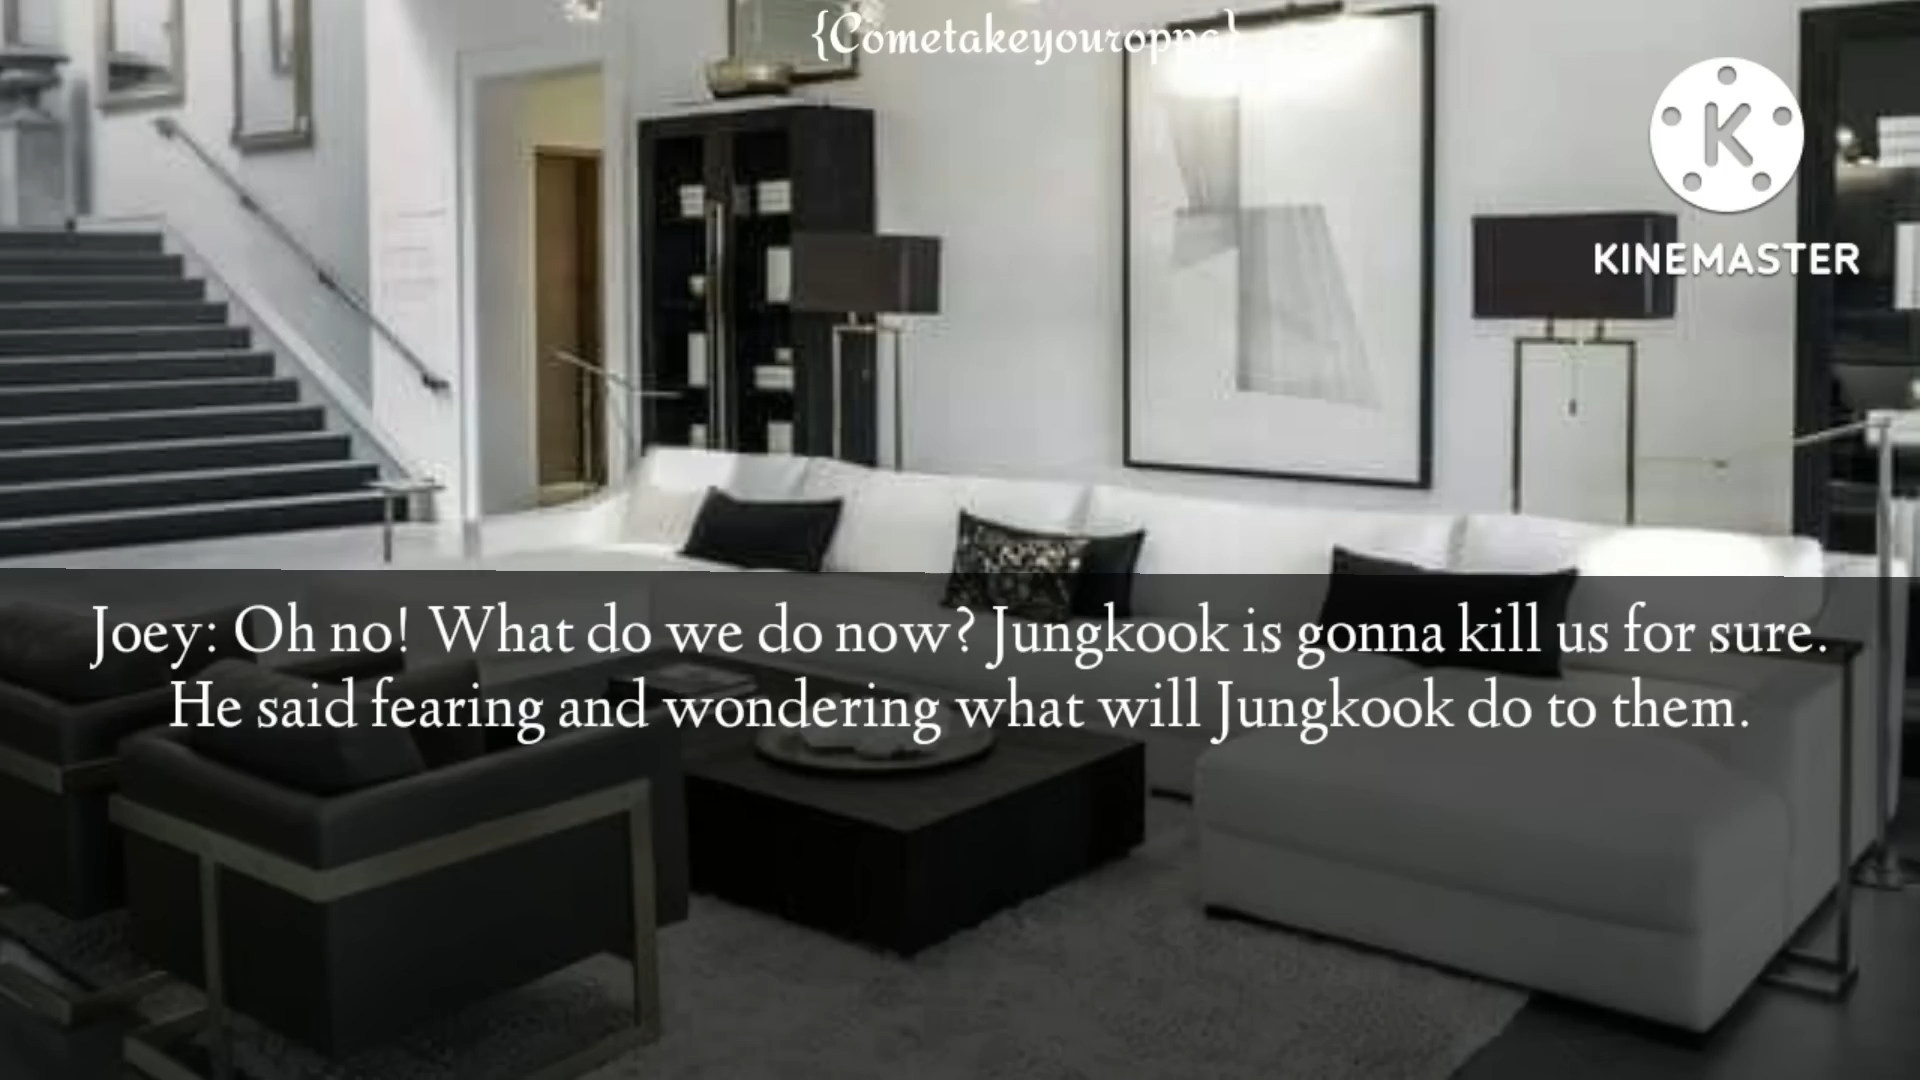 {Cometakeyouroppa}
K
KINEMASTER
Joey: Oh no! What do we do now? Jungkook is gonna kill us for sure.
He said fearing and wondering what will Jungkook do to them.